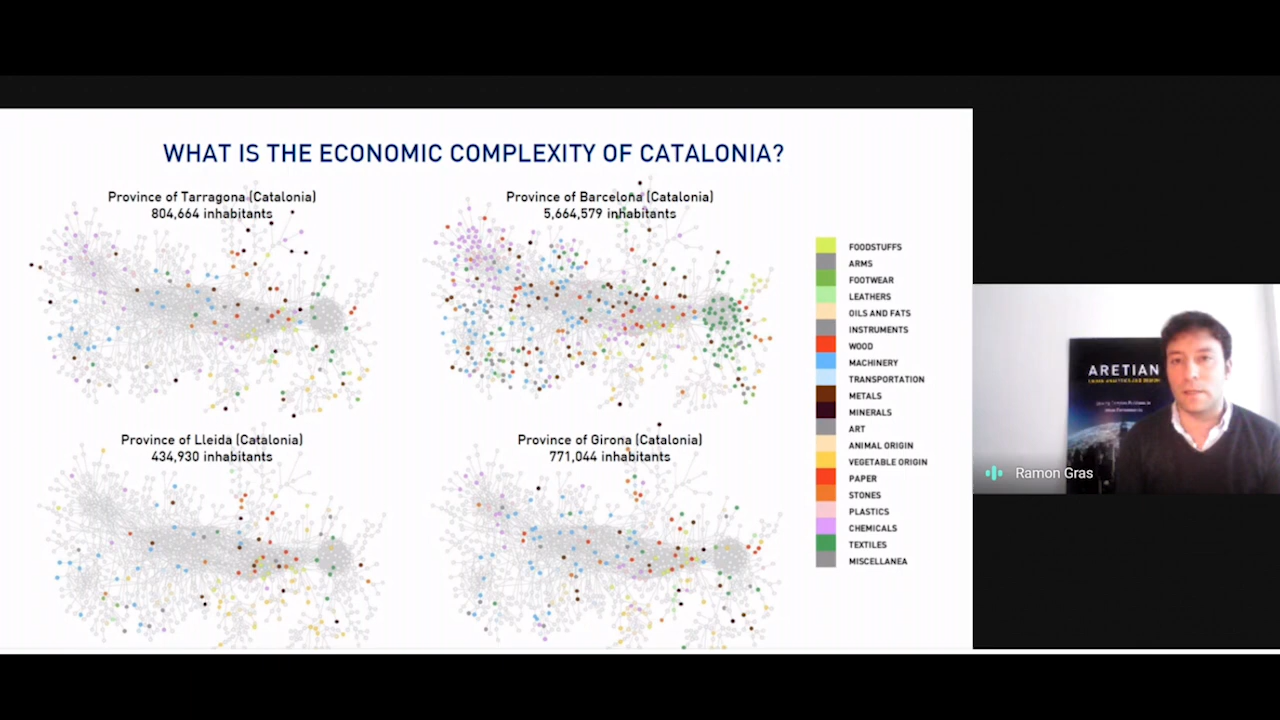 WHAT IS THE ECONOMIC COMPLEXITY OF CATALONIA?
Province of Tarragona (Catalonia)
804,664 inhabitants
Province of Barcelona (Catalonia)
5,664,579 inhabitants
Province of Lleida (Catalonia)
434,930 inhabitants
Province of Girona (Catalonia)
771,044 inhabitants
FOODSTUFFS
ARMS
FOOTWEAR
LEATHERS
OILS AND FATS
INSTRUMENTS
WOOD
MACHINERY
TRANSPORTATION
METALS
MINERALS
ART
ANIMAL ORIGIN
VEGETABLE ORIGIN
PAPER
STONES
PLASTICS
CHEMICALS
TEXTILES
MISCELLANEA
ARETIAN
Ramon Gras